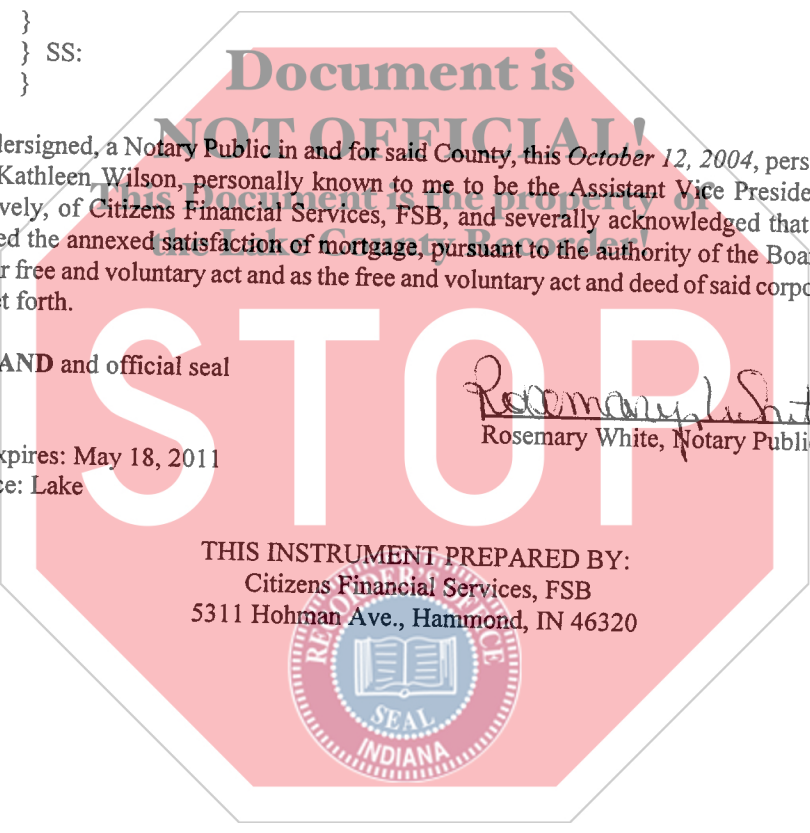 }
} SS:
}
Document is
NOT OFFICIAL!
This Document is the property of
the Lake County Recorder!
dersigned, a Notary Public in and for said County, this October 12, 2004, pers
Kathleen Wilson, personally known to me to be the Assistant Vice Preside
vely, of Citizens Financial Services, FSB, and severally acknowledged that
ed the annexed satisfaction of mortgage, pursuant to the authority of the Boa
r free and voluntary act and as the free and voluntary act and deed of said corpo
t forth.
AND and official seal
Rosemary White
Rosemary White, Notary Publi
xpires: May 18, 2011
ce: Lake
STOP
THIS INSTRUMENT PREPARED BY:
Citizens Financial Services, FSB
5311 Hohman Ave., Hammond, IN 46320
RECORDER'S OFFICE
SEAL
INDIANA